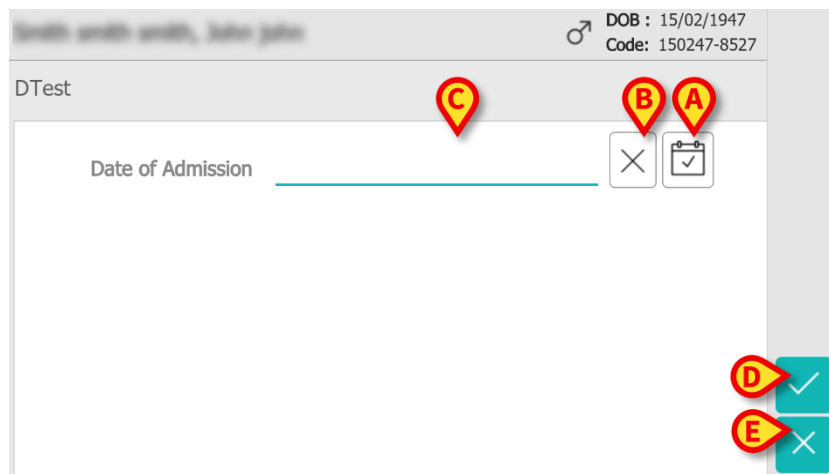 DOB : 15/02/1947
Code: 150247-8527
DTest
C
B
A
Date of Admission
D
E